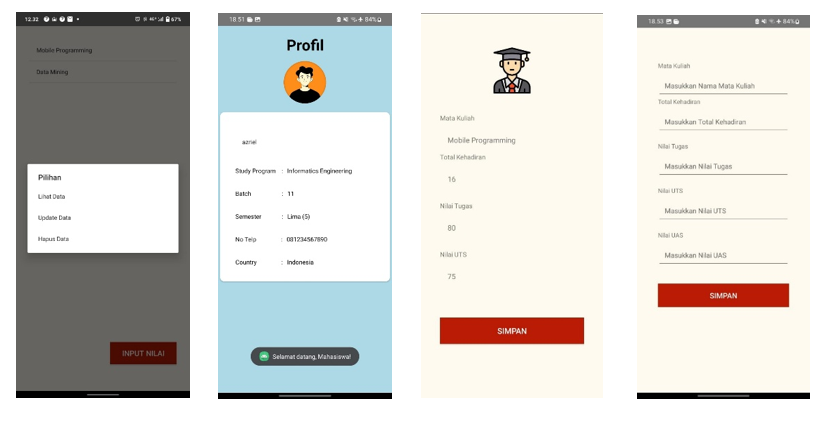 12.32
67%
Mobile Programming
Data Mining
Pilihan
Lihat Data
Update Data
Hapus Data
INPUT NILAI
18.51
84%
Profil
azriel
Study Program : Informatics Engineering
Batch : 11
Semester : Lima (5)
No Telp : 081234567890
Country : Indonesia
Selamat datang, Mahasiswa!
Mata Kuliah
Mobile Programming
Total Kehadiran
16
Nilai Tugas
80
Nilai UTS
75
SIMPAN
18.53
84%
Mata Kuliah
Masukkan Nama Mata Kuliah
Total Kehadiran
Masukkan Total Kehadiran
Nilai Tugas
Masukkan Nilai Tugas
Nilai UTS
Masukkan Nilai UTS
Nilai UAS
Masukkan Nilai UAS
SIMPAN